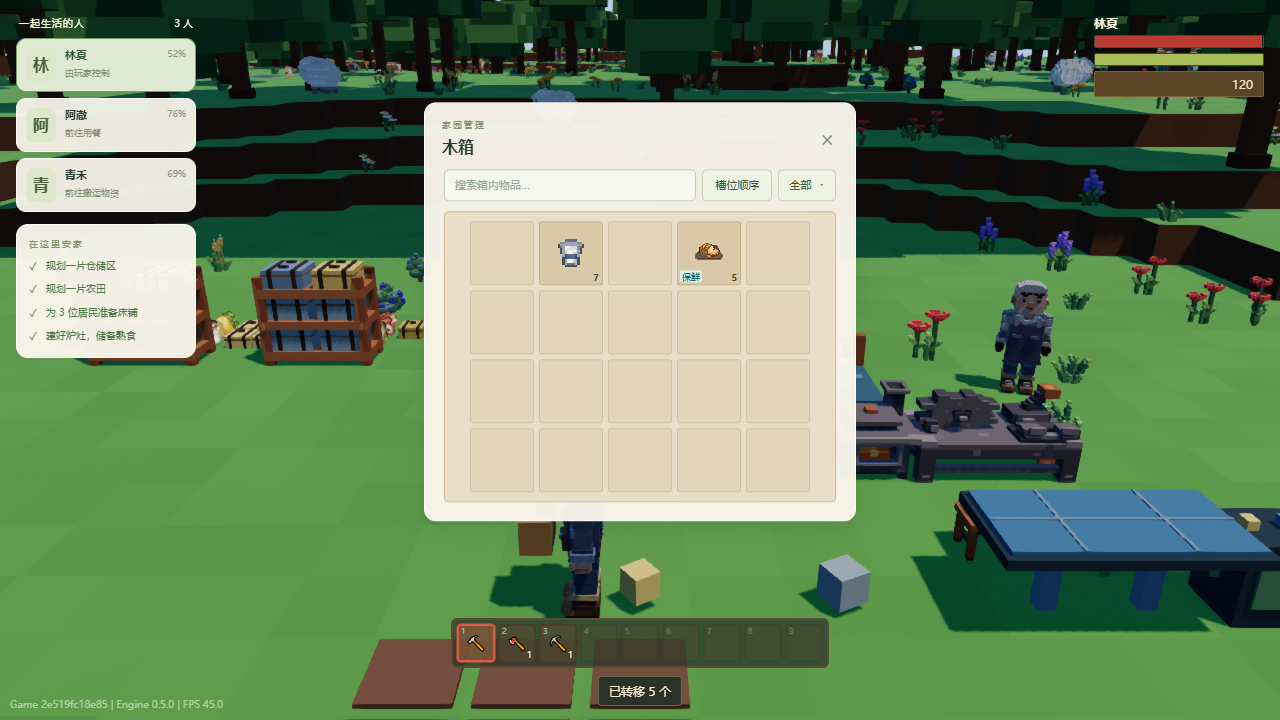 一起生活的人 3 人
林 林夏 52%
由玩家控制
阿 阿澈 76%
前往用餐
青 青禾 69%
前往搬运物资
在这里安家
✓ 规划一片仓储区
✓ 规划一片农田
✓ 为 3 位居民准备床铺
✓ 建好炉灶，储备熟食
林夏
120
家园管理
木箱
×
搜索箱内物品...
槽位顺序
全部
7
保鲜 5
1 2 3 4 5 6 7 8 9
1 1
已转移 5 个
Game 2e519fc18e85 | Engine 0.5.0 | FPS 45.0